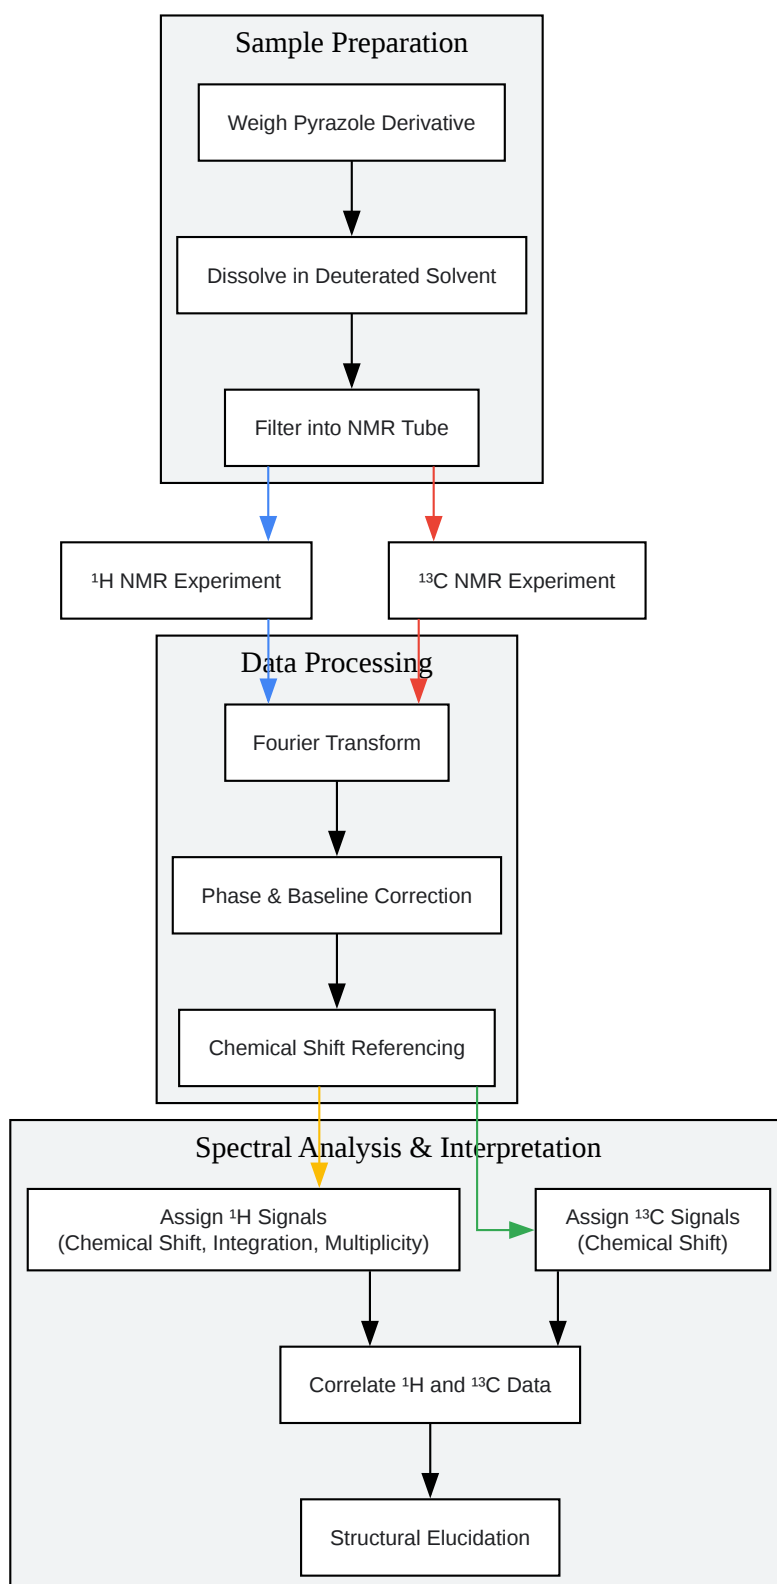 Sample Preparation
Weigh Pyrazole Derivative
Dissolve in Deuterated Solvent
Filter into NMR Tube
¹H NMR Experiment
¹³C NMR Experiment
Data Processing
Fourier Transform
Phase & Baseline Correction
Chemical Shift Referencing
Spectral Analysis & Interpretation
Assign ¹H Signals
(Chemical Shift, Integration, Multiplicity)
Assign ¹³C Signals
(Chemical Shift)
Correlate ¹H and ¹³C Data
Structural Elucidation